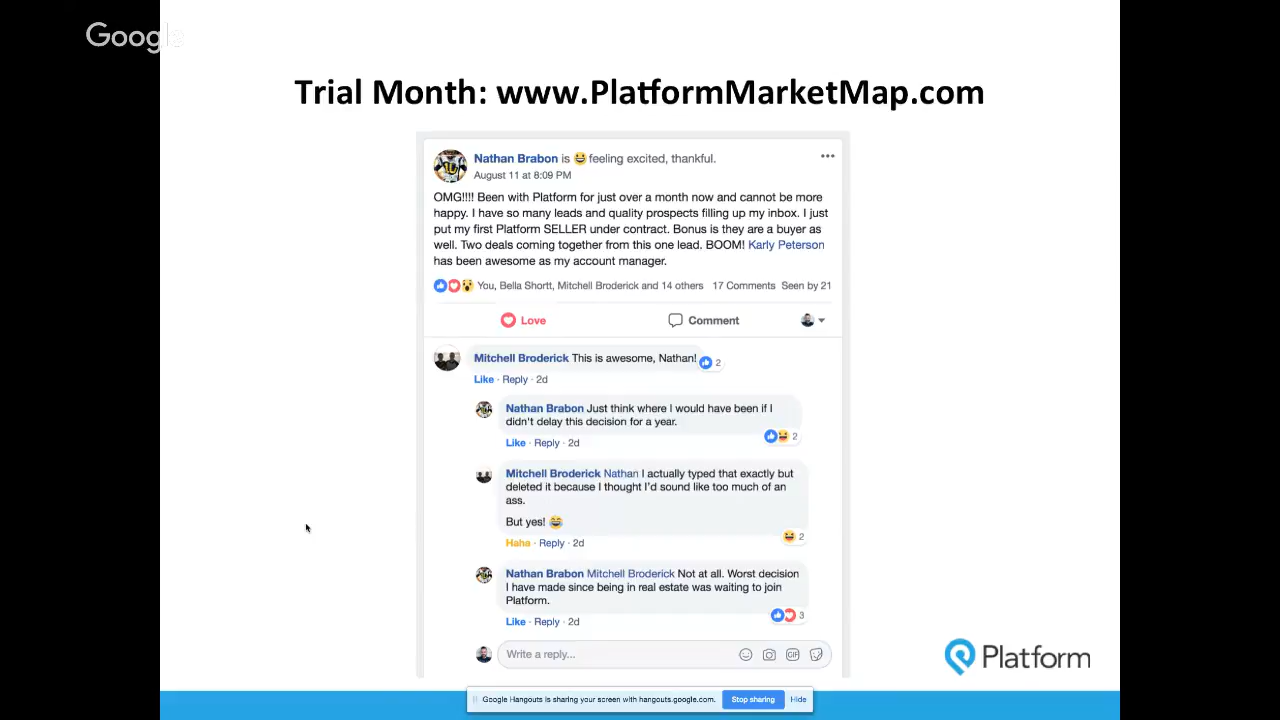 Google
Trial Month: www.PlatformMarketMap.com
Nathan Brabon is 😀 feeling excited, thankful.
August 11 at 8:09 PM
OMG!!!! Been with Platform for just over a month now and cannot be more
happy. I have so many leads and quality prospects filling up my inbox. I just
put my first Platform SELLER under contract. Bonus is they are a buyer as
well. Two deals coming together from this one lead. BOOM! Karly Peterson
has been awesome as my account manager.
You, Bella Shortt, Mitchell Broderick and 14 others 17 Comments Seen by 21
Love Comment
Mitchell Broderick This is awesome, Nathan! 2
Like · Reply · 2d
Nathan Brabon Just think where I would have been if I
didn't delay this decision for a year.
2
Like · Reply · 2d
Mitchell Broderick Nathan I actually typed that exactly but
deleted it because I thought I'd sound like too much of an
ass.
But yes! 😂
2
Haha · Reply · 2d
Nathan Brabon Mitchell Broderick Not at all. Worst decision
I have made since being in real estate was waiting to join
Platform.
3
Like · Reply · 2d
Write a reply...
GIF
Platform
Google Hangouts is sharing your screen with hangouts.google.com. Stop sharing Hide